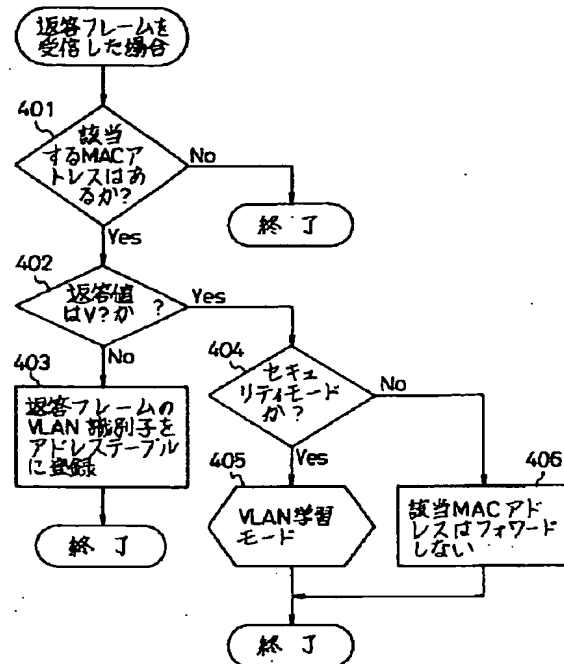 返答フレームを
受信した場合
401
該当
するMACア
ドレスはあ
るか?
No
終了
Yes
402
返答値
はV?か?
Yes
No
403
返答フレームの
VLAN 識別子を
アドレステーブル
に登録
終了
404
セキュ
リティモード
か?
No
Yes
405
VLAN学習
モード
406
該当MACアド
レスはフォワード
しない
終了